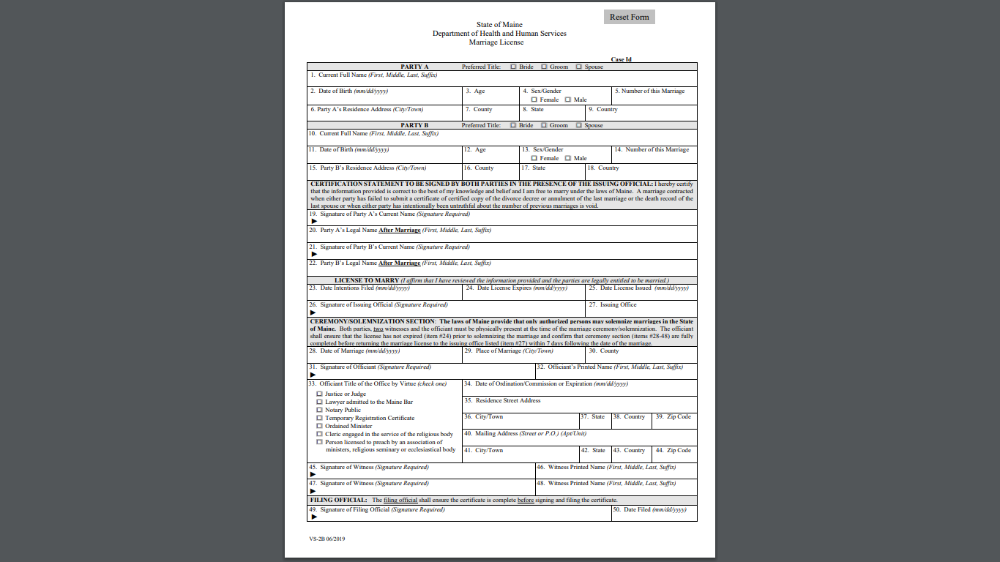 Reset Form
State of Maine
Department of Health and Human Services
Marriage License
Case Id
PARTY A Preferred Title: Bride Groom Spouse
1. Current Full Name (First, Middle, Last, Suffix)
2. Date of Birth (mm/dd/yyyy) 3. Age 4. Sex/Gender 5. Number of this Marriage
Female Male
6. Party A's Residence Address (City/Town) 7. County 8. State 9. Country
PARTY B Preferred Title: Bride Groom Spouse
10. Current Full Name (First, Middle, Last, Suffix)
11. Date of Birth (mm/dd/yyyy) 12. Age 13. Sex/Gender 14. Number of this Marriage
Female Male
15. Party B's Residence Address (City/Town) 16. County 17. State 18. Country
CERTIFICATION STATEMENT TO BE SIGNED BY BOTH PARTIES IN THE PRESENCE OF THE ISSUING OFFICIAL: I hereby certify
that the information provided is correct to the best of my knowledge and belief and I am free to marry under the laws of Maine. A marriage contracted
when either party has failed to submit a certificate of certified copy of the divorce decree or annulment of the last marriage or the death record of the
last spouse or when either party has intentionally been untruthful about the number of previous marriages is void.
19. Signature of Party A's Current Name (Signature Required)
20. Party A's Legal Name After Marriage (First, Middle, Last, Suffix)
21. Signature of Party B's Current Name (Signature Required)
22. Party B's Legal Name After Marriage (First, Middle, Last, Suffix)
LICENSE TO MARRY (I affirm that I have reviewed the information provided and the parties are legally entitled to be married.)
23. Date Intentions Filed (mm/dd/yyyy) 24. Date License Expires (mm/dd/yyyy) 25. Date License Issued (mm/dd/yyyy)
26. Signature of Issuing Official (Signature Required) 27. Issuing Office
CEREMONY/SOLEMNIZATION SECTION: The laws of Maine provide that only authorized persons may solemnize marriages in the State
of Maine. Both parties, two witnesses and the officiant must be physically present at the time of the marriage ceremony/solemnization. The officiant
shall ensure that the license has not expired (item #24) prior to solemnizing the marriage and confirm that ceremony section (items #28-48) are fully
completed before returning the marriage license to the issuing office listed (item #27) within 7 days following the date of the marriage.
28. Date of Marriage (mm/dd/yyyy) 29. Place of Marriage (City/Town) 30. County
31. Signature of Officiant (Signature Required) 32. Officiant's Printed Name (First, Middle, Last, Suffix)
33. Officiant Title of the Office by Virtue (check one)
Justice or Judge
Lawyer admitted to the Maine Bar
Notary Public
Temporary Registration Certificate
Ordained Minister
Cleric engaged in the service of the religious body
Person licensed to preach by an association of
ministers, religious seminary or ecclesiastical body
34. Date of Ordination/Commission or Expiration (mm/dd/yyyy)
35. Residence Street Address
36. City/Town 37. State 38. Country 39. Zip Code
40. Mailing Address (Street or P.O.) (Apt/Unit)
41. City/Town 42. State 43. Country 44. Zip Code
45. Signature of Witness (Signature Required) 46. Witness Printed Name (First, Middle, Last, Suffix)
47. Signature of Witness (Signature Required) 48. Witness Printed Name (First, Middle, Last, Suffix)
FILING OFFICIAL: The filing official shall ensure the certificate is complete before signing and filing the certificate.
49. Signature of Filing Official (Signature Required) 50. Date Filed (mm/dd/yyyy)
VS-2B 06/2019